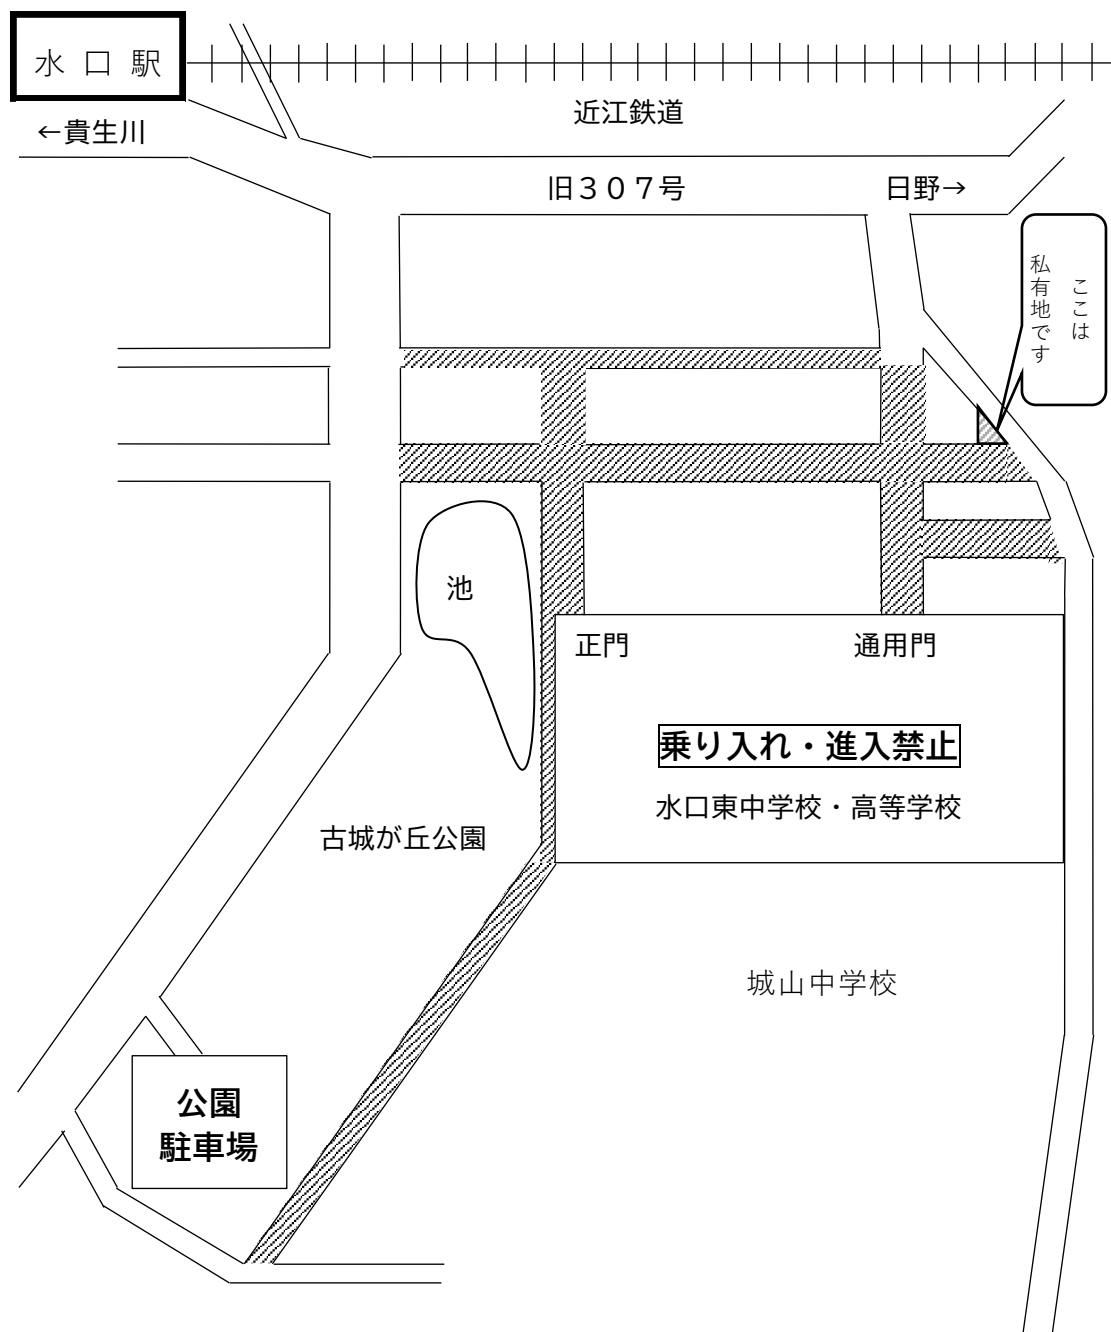 水口駅
近江鉄道
←貴生川
旧３０７号
日野→
ここは
私有地です
池
正門
通用門
乗り入れ・進入禁止
水口東中学校・高等学校
古城が丘公園
城山中学校
公園
駐車場